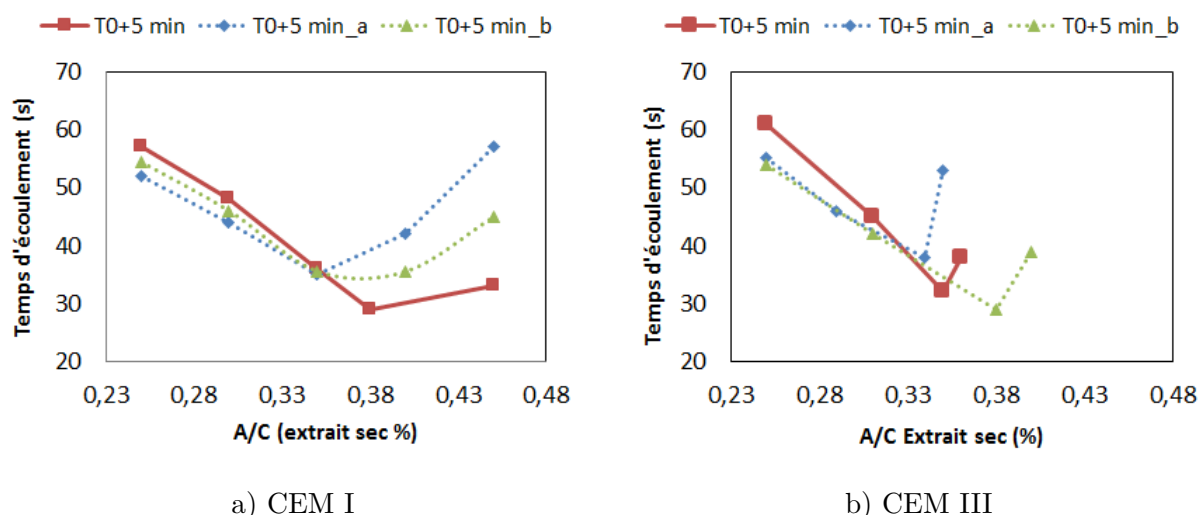 T0+5 min T0+5 min_a T0+5 min_b
70
60
50
40
30
20
Temps d'écoulement (s)
0,23 0,28 0,33 0,38 0,43 0,48
A/C (extrait sec %)
a) CEM I
T0+5 min T0+5 min_a T0+5 min_b
70
60
50
40
30
20
Temps d'écoulement (s)
0,23 0,28 0,33 0,38 0,43 0,48
A/C Extrait sec (%)
b) CEM III